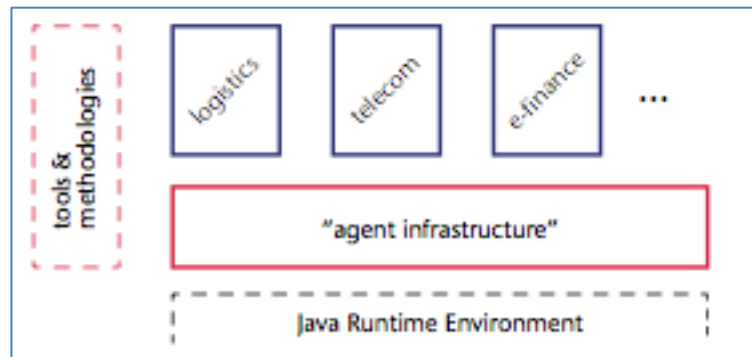 tools &
methodologies
logistics
telecom
e-finance
...
"agent infrastructure"
Java Runtime Environment